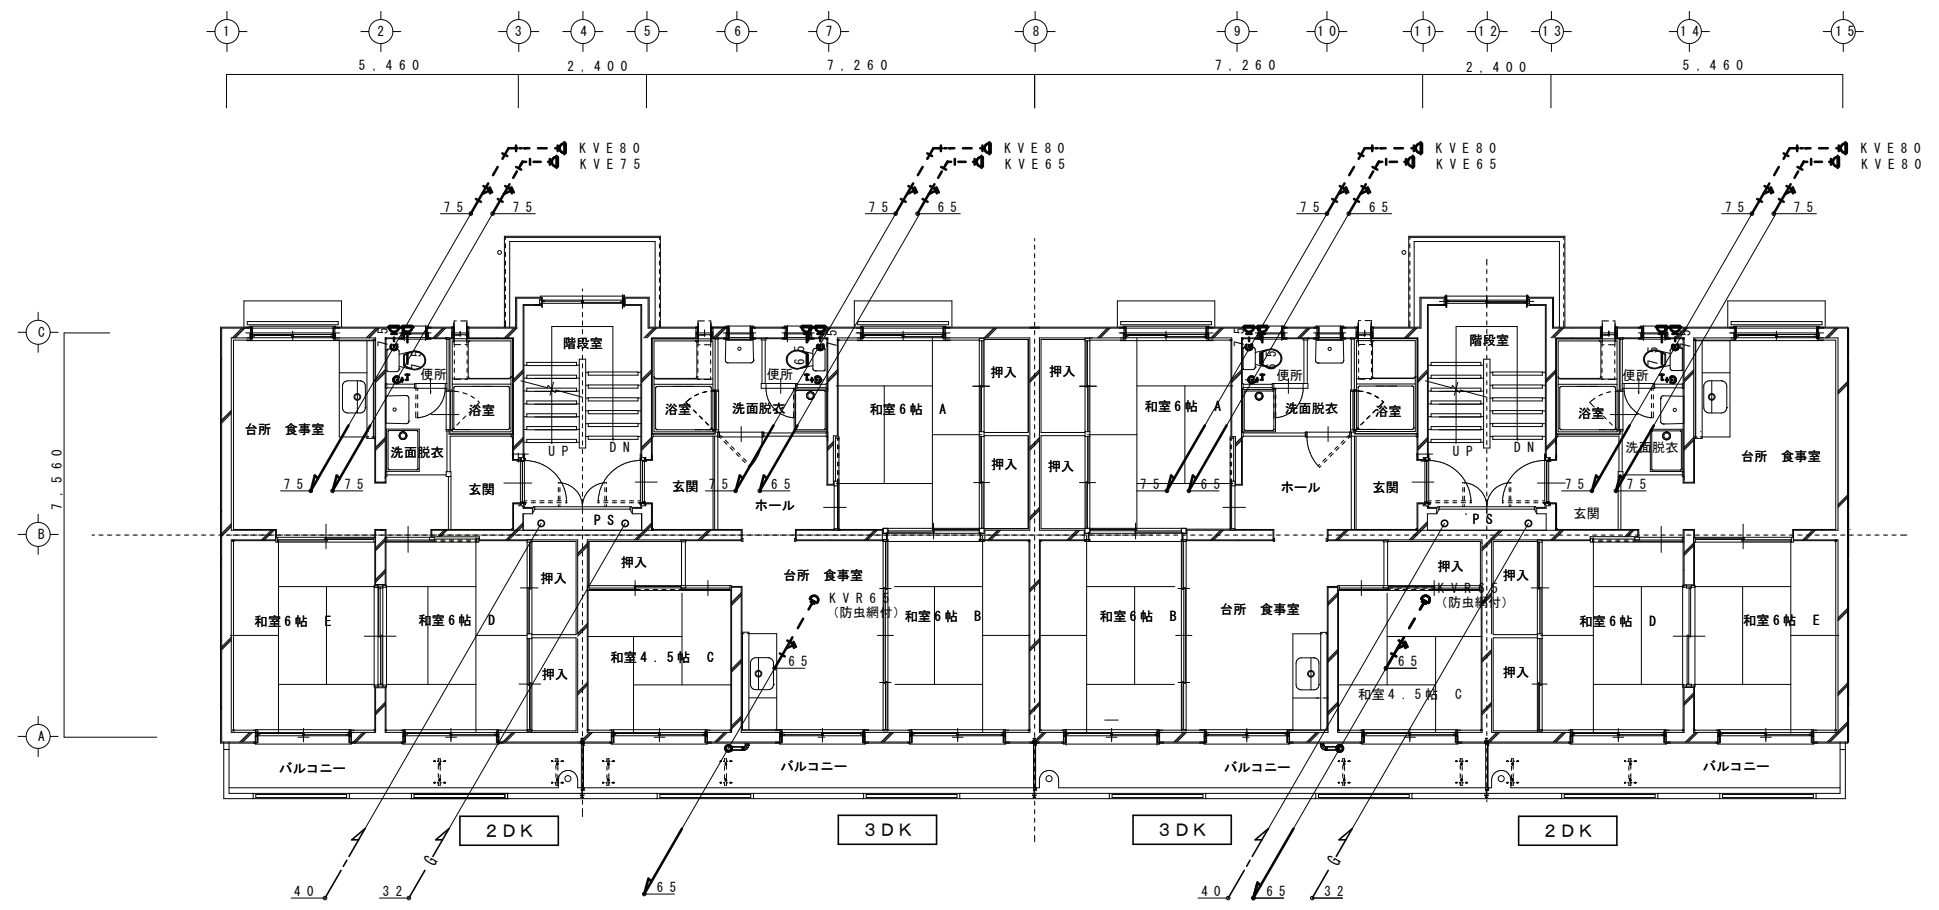 1 2 3 4 5 6 7 8 9 10 11 12 13 14 15
5,460 2,400 7,260 7,260 2,400 5,460
KVE80 KVE80 KVE80 KVE80
KVE75 KVE65 KVE65 KVE80
75 75 75 65 75 65 75 75
C
階段室 階段室
便所 便所 便所 便所
押入 押入
浴室 浴室 洗面脱衣 和室6帖 A 和室6帖 A 洗面脱衣 浴室 浴室
台所 食事室 洗面脱衣 UP DN UP DN 洗面脱衣 台所 食事室
押入 押入
75 75 玄関 玄関 75 65 75 65 ホール 玄関 75 75
ホール
7,560
PS PS 玄関
B
押入 押入 台所 食事室 押入 押入
KVR65 KVR65
(防虫網付) (防虫網付)
和室6帖 E 和室6帖 D 和室6帖 B 和室6帖 B 台所 食事室 和室6帖 D 和室6帖 E
和室4.5帖 C 65 65
押入 和室4.5帖 C 押入
A
バルコニー バルコニー バルコニー バルコニー
2DK 3DK 3DK 2DK
G G
40 32 65 40 65 32